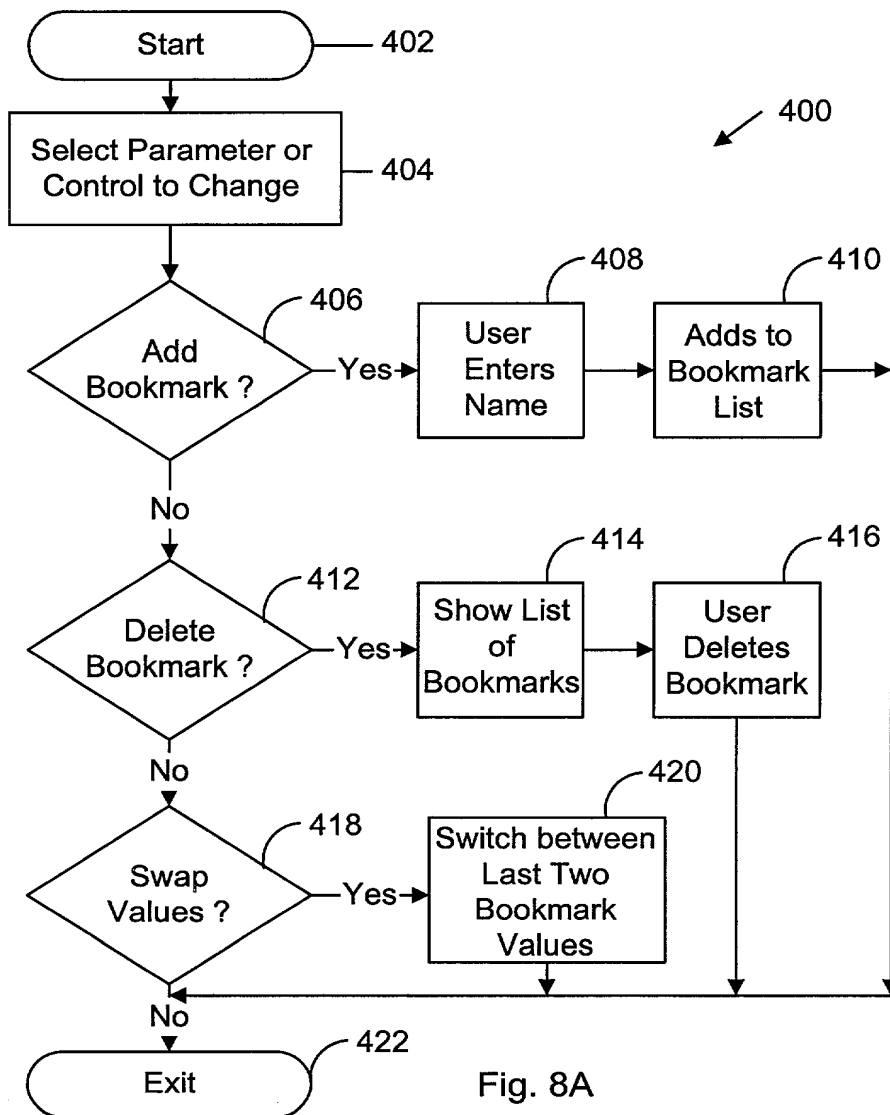 Start
402
400
Select Parameter or
Control to Change
404
406
408
410
Add
Bookmark ?
Yes
User
Enters
Name
Adds to
Bookmark
List
No
412
414
416
Delete
Bookmark ?
Yes
Show List
of
Bookmarks
User
Deletes
Bookmark
No
418
420
Swap
Values ?
Yes
Switch between
Last Two
Bookmark
Values
No
422
Exit
Fig. 8A